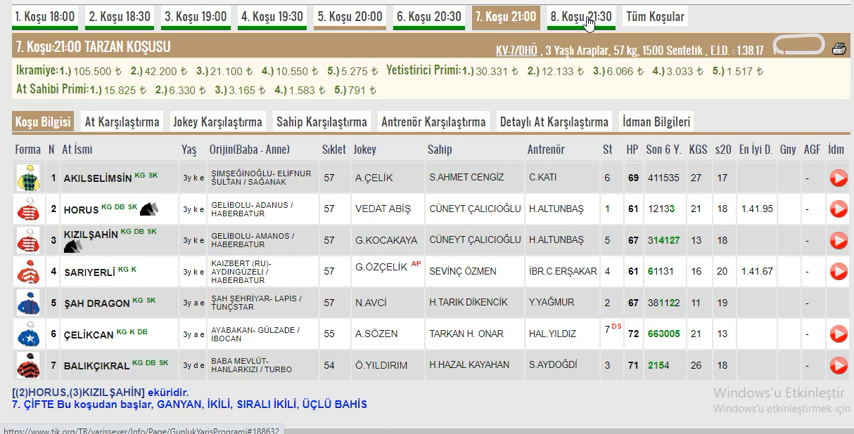 1. Koşu 18:00 2. Koşu 18:30 3. Koşu 19:00 4. Koşu 19:30 5. Koşu 20:00 6. Koşu 20:30 7. Koşu 21:00 8. Koşu 21:30 Tüm Koşular
7. Koşu:21:00 TARZAN KOŞUSU KV-7/DHÖ , 3 Yaşlı Araplar, 57 kg, 1500 Sentetik , E.İ.D. : 1.38.17
Ikramiye:1.) 105.500 ₺ 2.) 42.200 ₺ 3.) 21.100 ₺ 4.) 10.550 ₺ 5.) 5.275 ₺ Yetistirici Primi:1.) 30.331 ₺ 2.) 12.133 ₺ 3.) 6.066 ₺ 4.) 3.033 ₺ 5.) 1.517 ₺
At Sahibi Primi:1.) 15.825 ₺ 2.) 6.330 ₺ 3.) 3.165 ₺ 4.) 1.583 ₺ 5.) 791 ₺
Koşu Bilgisi At Karşılaştırma Jokey Karşılaştırma Sahip Karşılaştırma Antrenör Karşılaştırma Detaylı At Karşılaştırma İdman Bilgileri
Forma N At İsmi Yaş Orijin(Baba - Anne) Sıklet Jokey Sahip Antrenör St HP Son 6 Y. KGS s20 En İyi D. Gny AGF İdm
1 AKILSELİMSİN KG SK 3y k e ŞİMŞEĞİNOĞLU- ELİFNUR SULTAN / SAĞANAK 57 A.ÇELİK S.AHMET CENGİZ C.KATI 6 69 411535 27 17 -
2 HORUS KG DB SK 3y k e GELİBOLU- ADANUS / HABERBATUR 57 VEDAT ABİŞ CÜNEYT ÇALICIOĞLU H.ALTUNBAŞ 1 61 12133 21 18 1.41.95 -
3 KIZILŞAHİN KG DB SK 3y k e GELİBOLU- AMANOS / HABERBATUR 57 G.KOCAKAYA CÜNEYT ÇALICIOĞLU H.ALTUNBAŞ 5 67 314127 13 18 -
4 SARIYERLİ KG K 3y k e KAIZBERT (RU)- AYDINGÜZELİ / HABERBATUR 57 G.ÖZÇELİK AP SEVİNÇ ÖZMEN İBR.C.ERŞAKAR 4 61 61131 16 20 1.41.67 -
5 ŞAH DRAGON KG SK 3y k e ŞAH ŞEHRİYAR- LAPİS / TUNÇSTAR 57 N.AVCİ H.TARIK DİKENCİK Y.YAĞMUR 2 67 381122 11 19 -
6 ÇELİKCAN KG K DB 3y a e AYABAKAN- GÜLZADE / İBOCAN 55 A.SÖZEN TARKAN H. ONAR HAL.YILDIZ 7 DS 72 663005 21 13 -
7 BALIKÇIKRAL KG DB SK 3y d e BABA MEVLÜT- HANLARKIZI / TURBO 54 Ö.YILDIRIM H.HAZAL KAYAHAN S.AYDOĞDİ 3 71 2154 26 18 -
[(2)HORUS,(3)KIZILŞAHİN] eküridir.
7. ÇİFTE Bu koşudan başlar, GANYAN, İKİLİ, SIRALI İKİLİ, ÜÇLÜ BAHİS
Windows'u Etkinleştir
Windows'u etkinleştirmek için
https://www.tjk.org/TR/yarissever/Info/Page/GunlukYarisProgrami#188632